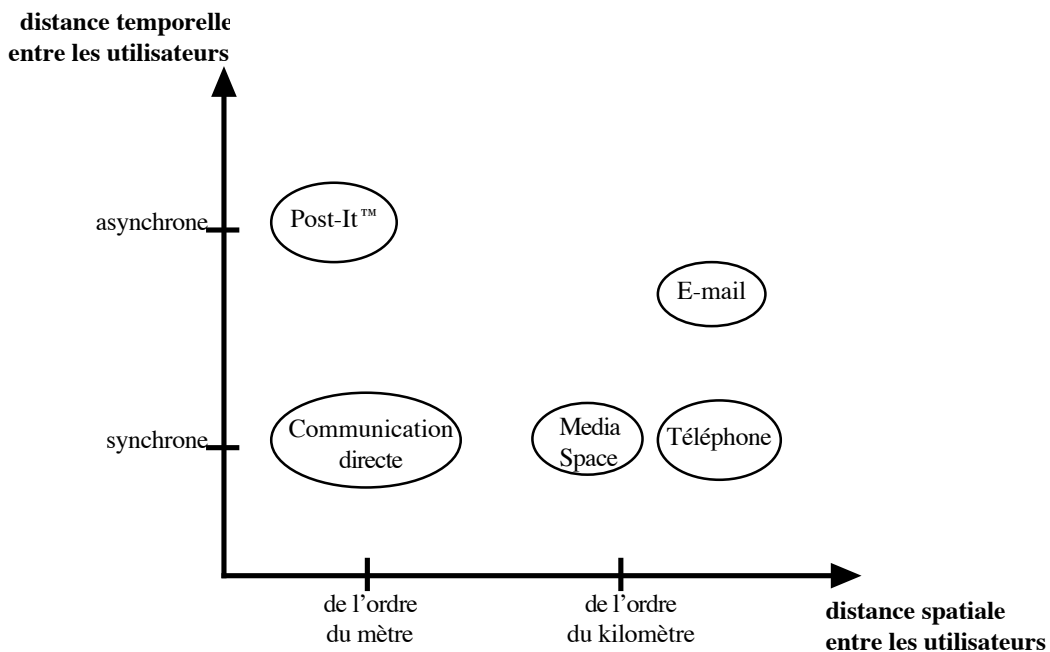 distance temporelle
entre les utilisateurs
asynchrone
Post-It™
E-mail
synchrone
Communication
directe
Media
Space
Téléphone
de l’ordre
du mètre
de l’ordre
du kilomètre
distance spatiale
entre les utilisateurs